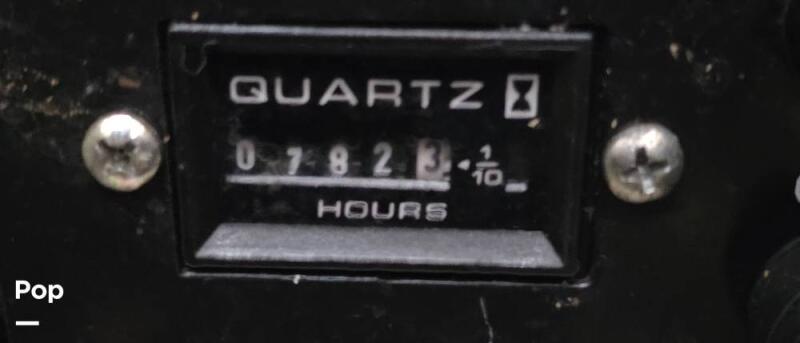 QUARTZ
0 7 8 2 3 1/10
HOURS
Pop